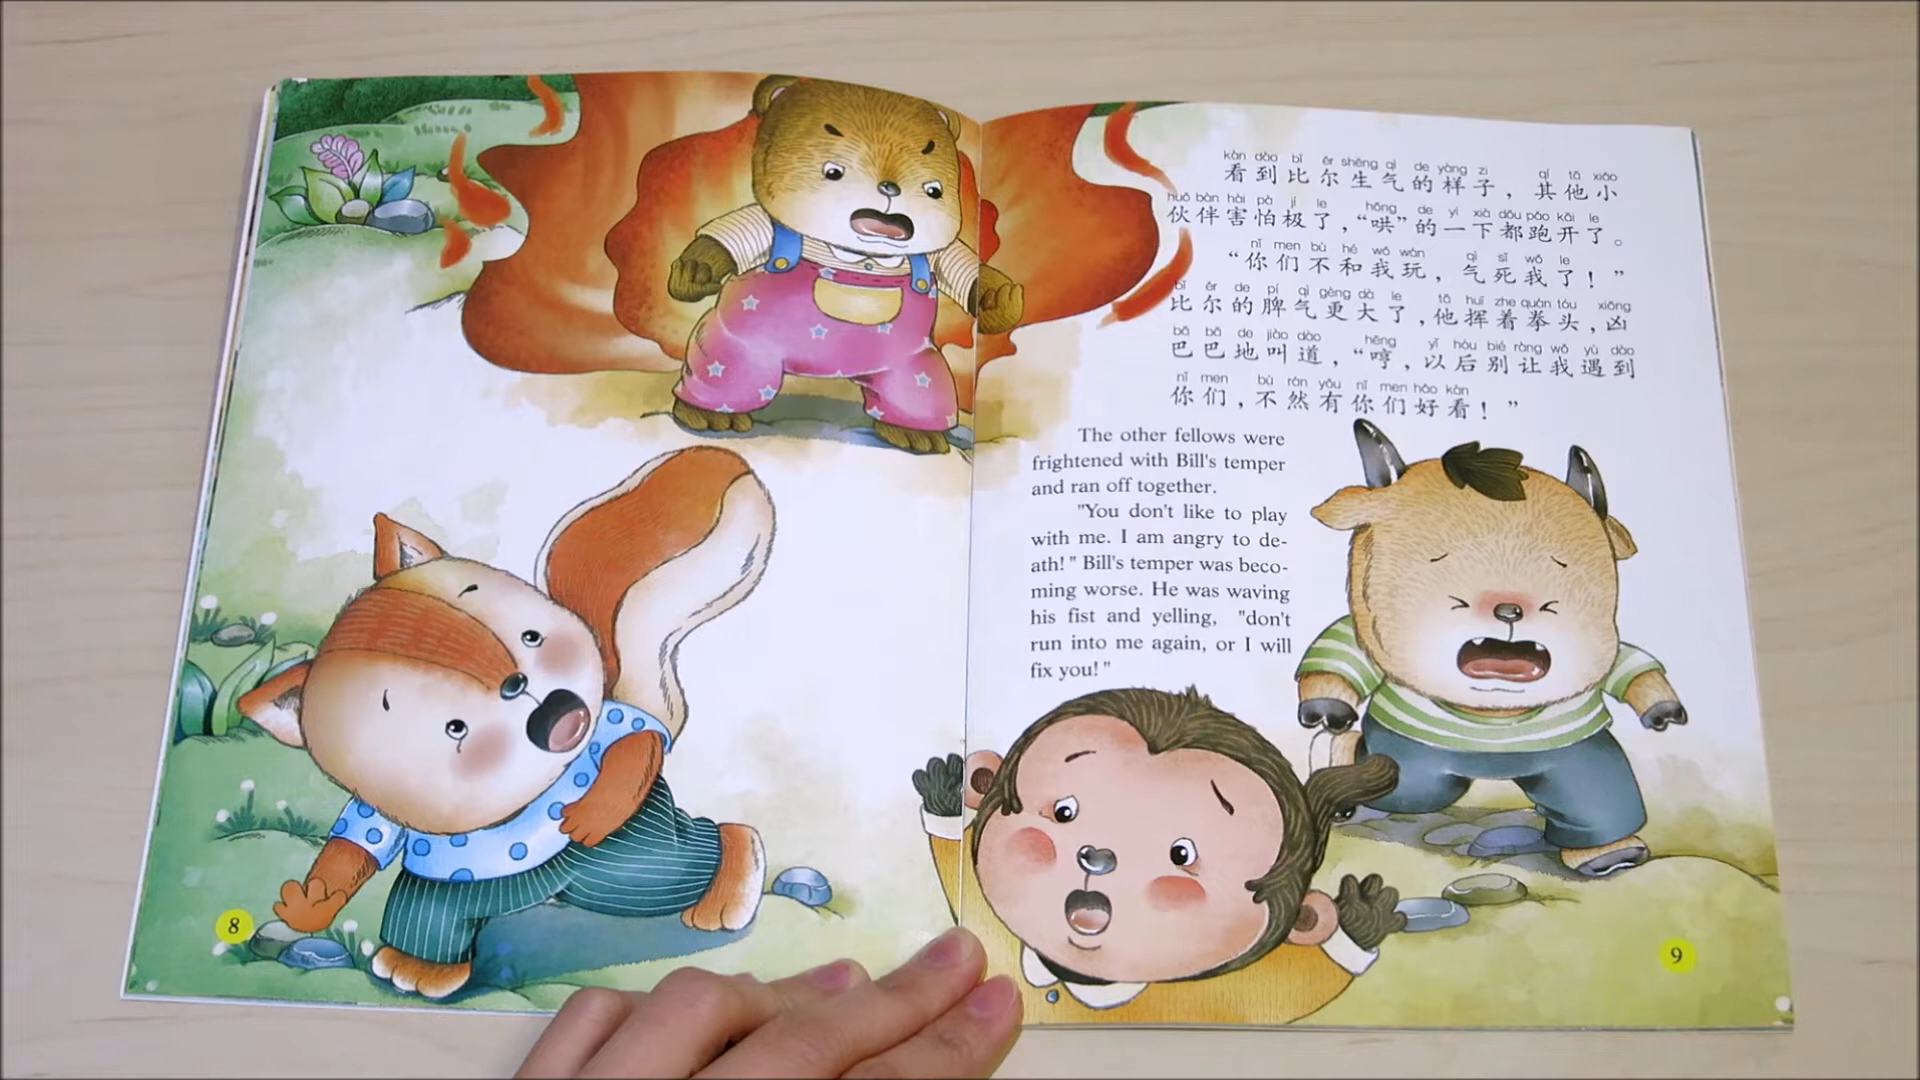 kàn dào bǐ ěr shēng qì de yàng zi qí tā xiǎo
看到比尔生气的样子，其他小
huǒ bàn hài pà jí le hōng de yí xià dōu pǎo kāi le
伙伴害怕极了，“哄”的一下都跑开了。
nǐ men bù hé wǒ wán qì sǐ wǒ le
“你们不和我玩，气死我了！”
bǐ ěr de pí qì gèng dà le tā huī zhe quán tóu xiōng
比尔的脾气更大了，他挥着拳头，凶
bā bā de jiào dào hēng yǐ hòu bié ràng wǒ yù dào
巴巴地叫道，“哼，以后别让我遇到
nǐ men bù rán yǒu nǐ men hǎo kàn
你们，不然有你们好看！”
The other fellows were
frightened with Bill's temper
and ran off together.
"You don't like to play
with me. I am angry to de-
ath! " Bill's temper was beco-
ming worse. He was waving
his fist and yelling, "don't
run into me again, or I will
fix you! "
8
9